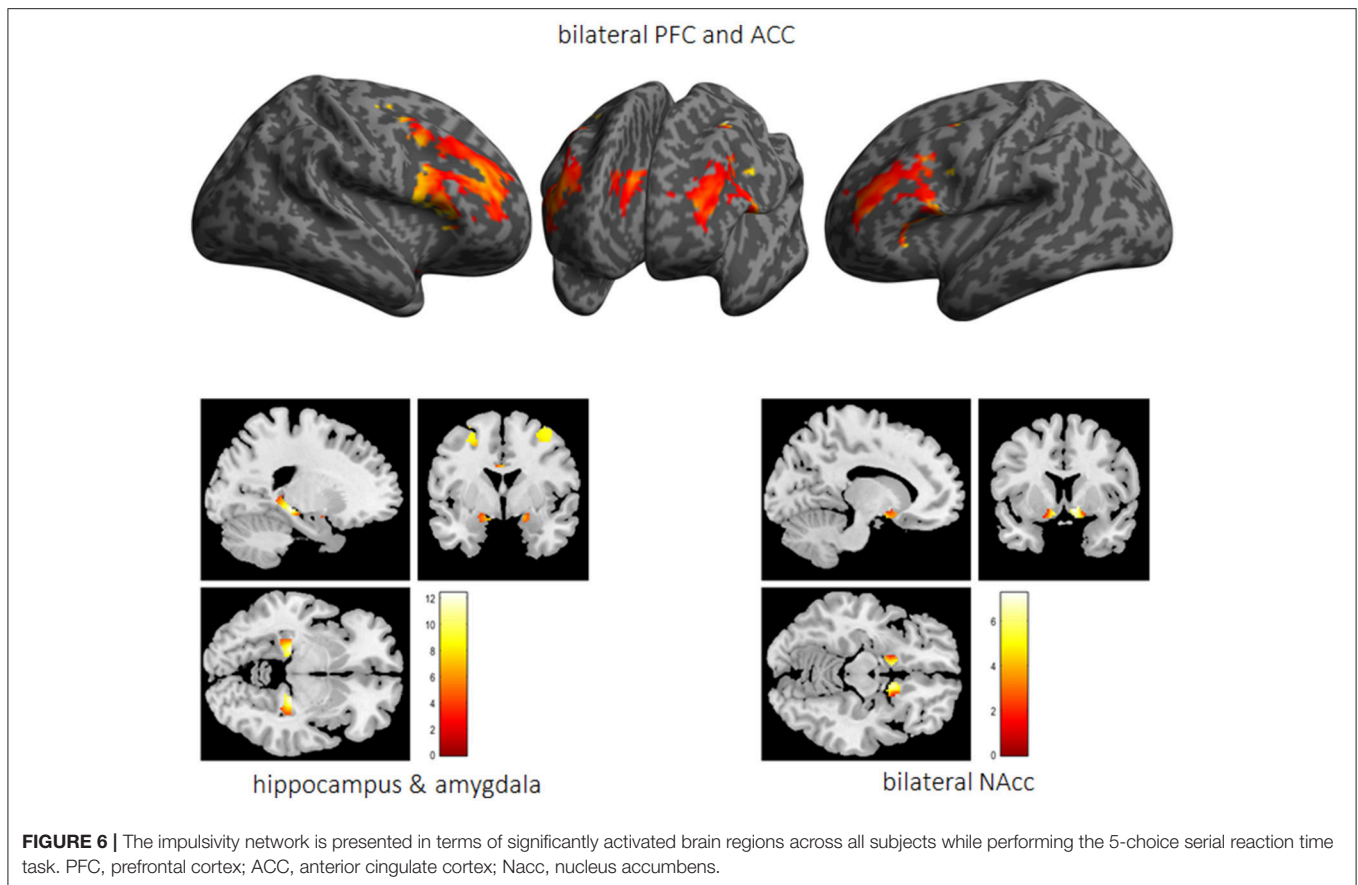 bilateral PFC and ACC
12
10
8
6
4
2
0
6
4
2
0
hippocampus & amygdala
bilateral NAcc
FIGURE 6 | The impulsivity network is presented in terms of significantly activated brain regions across all subjects while performing the 5-choice serial reaction time
task. PFC, prefrontal cortex; ACC, anterior cingulate cortex; Nacc, nucleus accumbens.